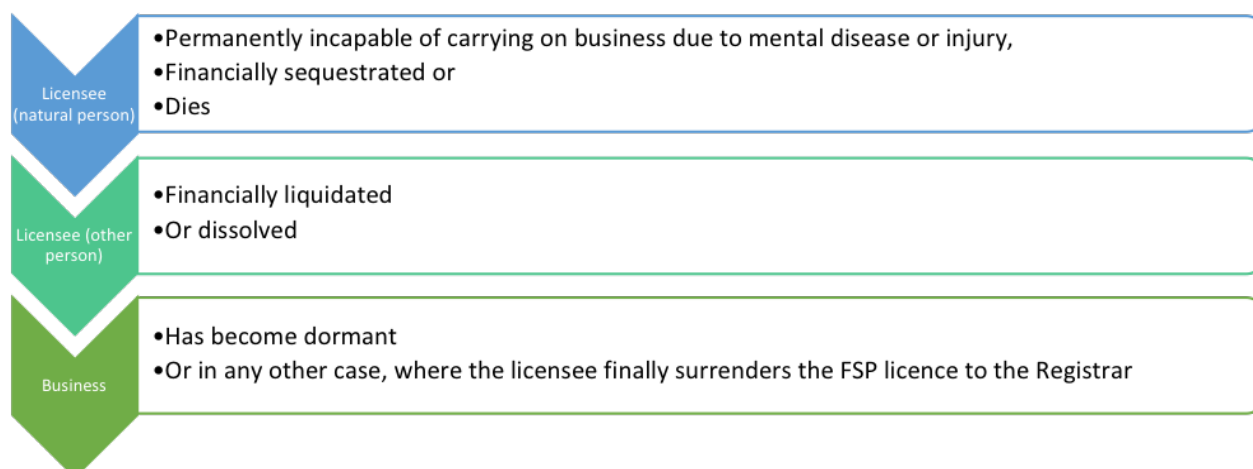 Licensee
(natural person)
•Permanently incapable of carrying on business due to mental disease or injury,
•Financially sequestrated or
•Dies
Licensee (other
person)
•Financially liquidated
•Or dissolved
Business
•Has become dormant
•Or in any other case, where the licensee finally surrenders the FSP licence to the Registrar